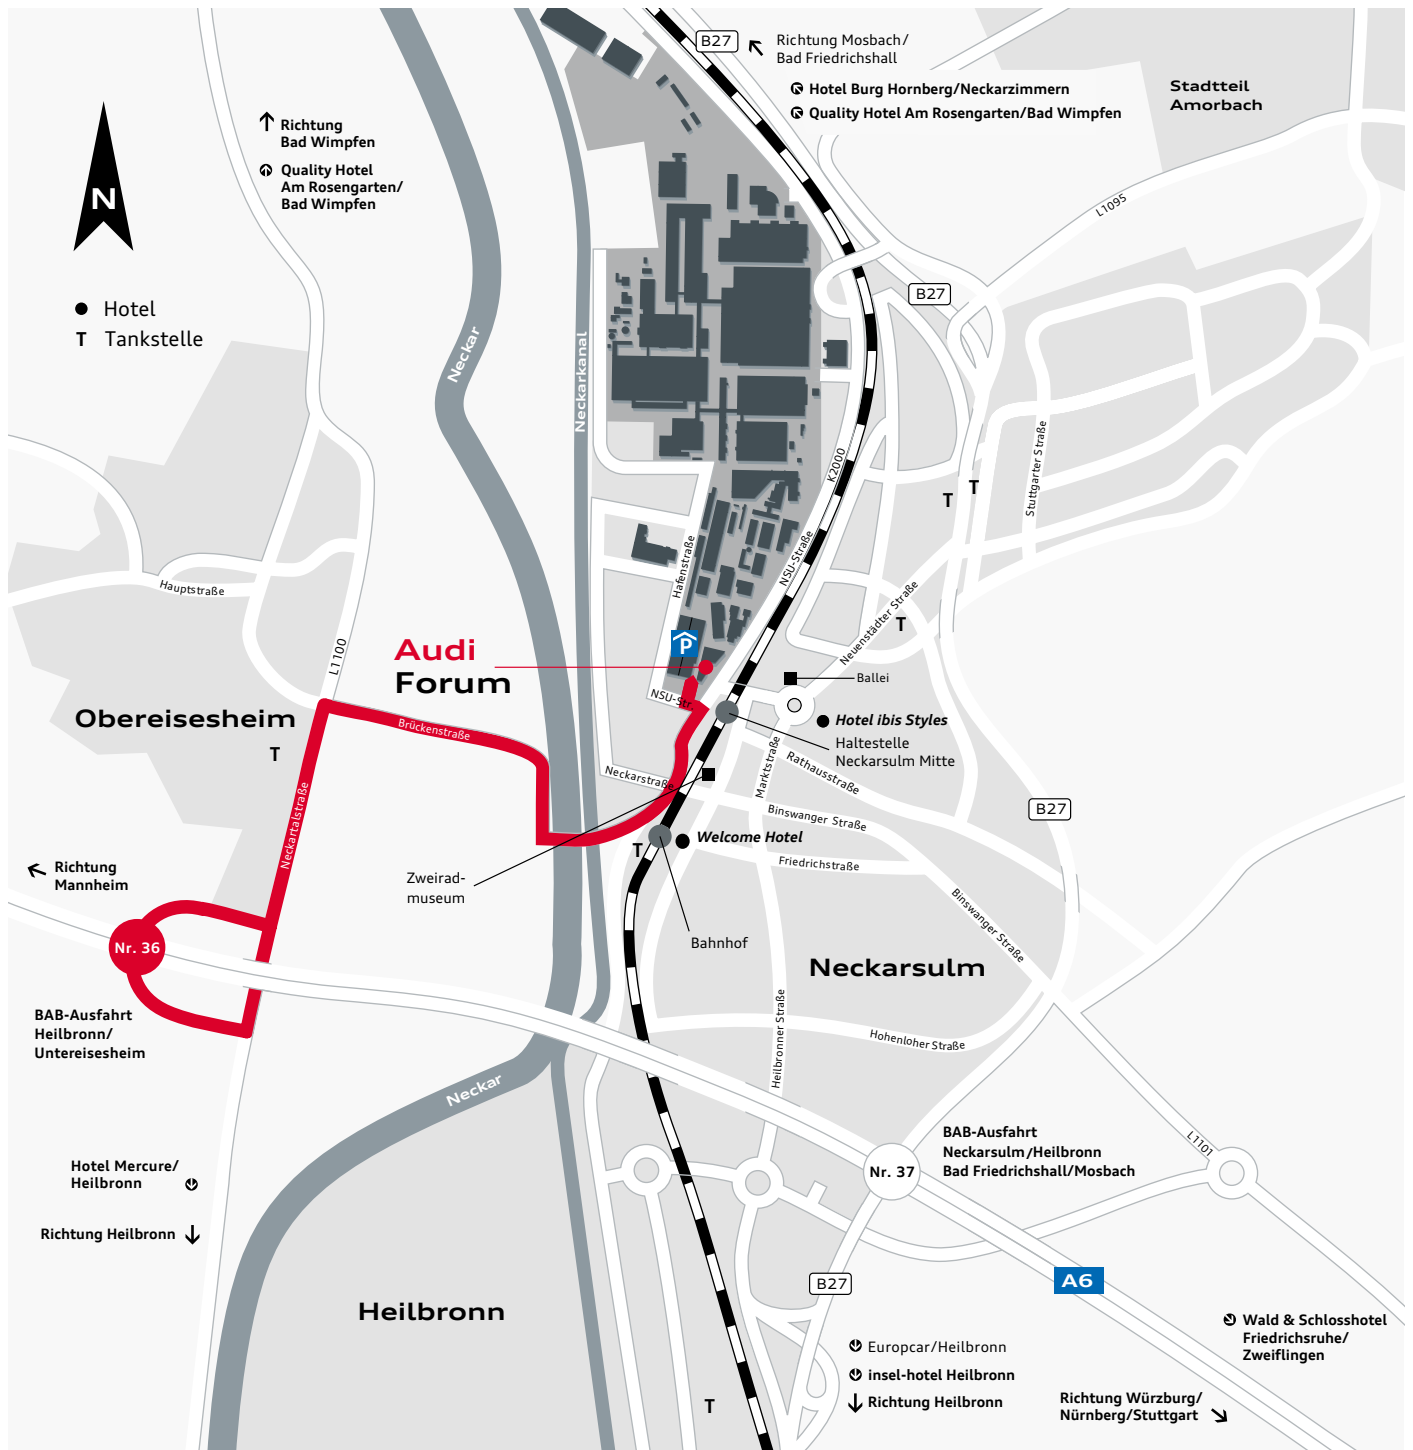 B27
Richtung Mosbach/
Bad Friedrichshall
Hotel Burg Hornberg/Neckarzimmern
Quality Hotel Am Rosengarten/Bad Wimpfen
Stadtteil
Amorbach
Richtung
Bad Wimpfen
Quality Hotel
Am Rosengarten/
Bad Wimpfen
N
Hotel
T Tankstelle
L1095
B27
Neckar
Neckarkanal
K2000
Stuttgarter Straße
T
T
NSU-Straße
Hafenstraße
Hauptstraße
Neuenstädter Straße
T
L1100
P
Audi
Forum
Ballei
NSU-Str.
Obereisesheim
T
Brückenstraße
Hotel ibis Styles
Haltestelle
Neckarsulm Mitte
Marktstraße
Rathausstraße
Neckarstraße
Neckartalstraße
B27
Binswanger Straße
Welcome Hotel
T
Friedrichstraße
Richtung
Mannheim
Zweirad-
museum
Binswanger Straße
Nr. 36
Bahnhof
Neckarsulm
BAB-Ausfahrt
Heilbronn/
Untereisesheim
Heilbronner Straße
Hohenloher Straße
Neckar
BAB-Ausfahrt
Neckarsulm/Heilbronn
Bad Friedrichshall/Mosbach
L1101
Nr. 37
Hotel Mercure/
Heilbronn
Richtung Heilbronn
B27
A6
Heilbronn
Wald & Schlosshotel
Friedrichsruhe/
Zweiflingen
Europcar/Heilbronn
insel-hotel Heilbronn
Richtung Heilbronn
T
Richtung Würzburg/
Nürnberg/Stuttgart